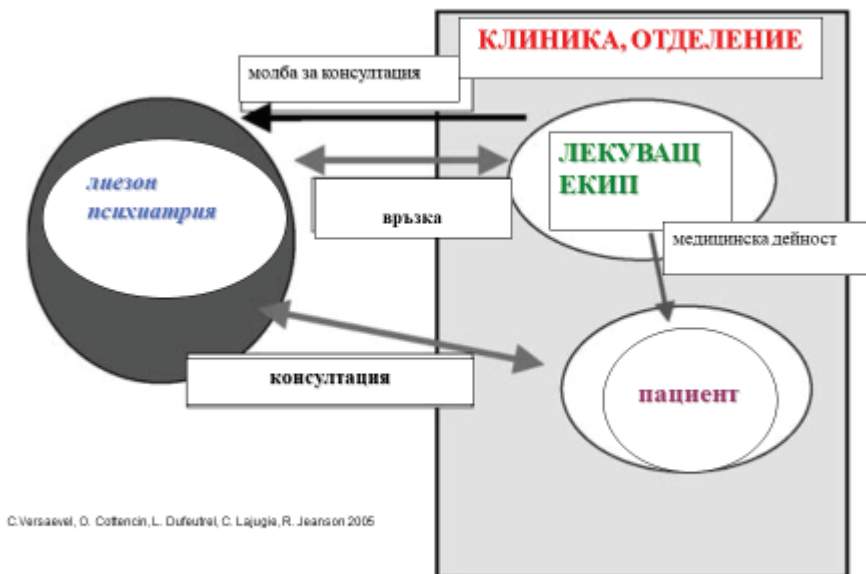 КЛИНИКА, ОТДЕЛЕНИЕ
молба за консултация
лиезон
психиатрия
ЛЕКУВАЩ
ЕКИП
връзка
медицинска дейност
консултация
пациент
C.Versaevel, O. Cottencin, L. Dufeutrel, C. Lajugie, R. Jeanson 2005